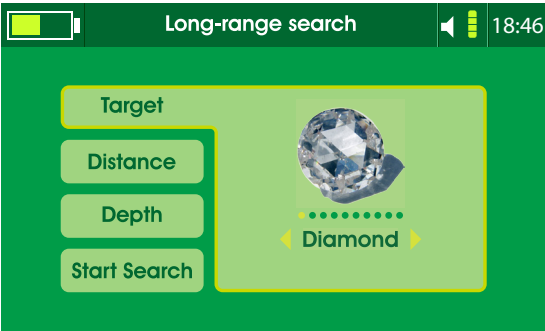 Long-range search
18:46
Target
Distance
Depth
Start Search
Diamond